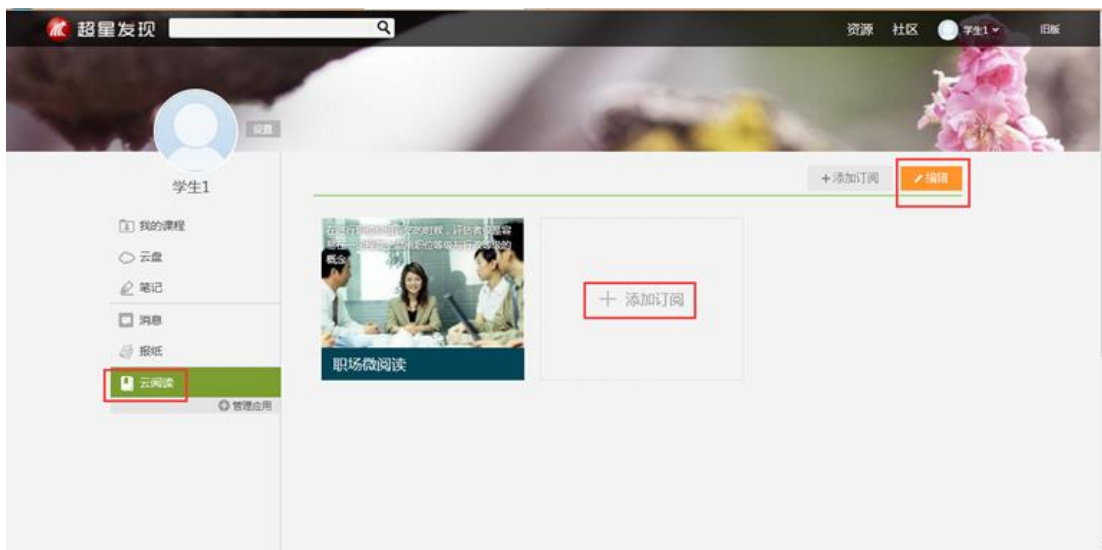 超星发现
资源 社区 学生1 旧版
设置
学生1
+添加订阅 编辑
我的课程
云盘
笔记
消息
报纸
云阅读
管理应用
概念
职场微阅读
添加订阅